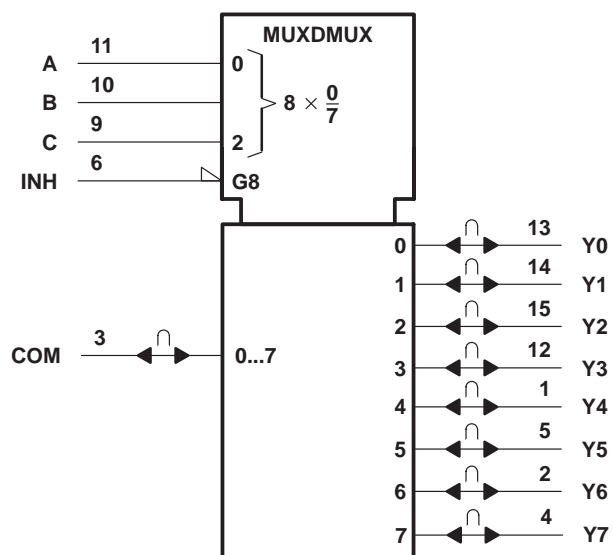 MUXDMUX
A 11 0
B 10
8 × 0/7
C 9 2
INH 6 G8
0 ∩ 13 Y0
1 ∩ 14 Y1
2 ∩ 15 Y2
COM 3 ∩ 0...7
3 ∩ 12 Y3
4 ∩ 1 Y4
5 ∩ 5 Y5
6 ∩ 2 Y6
7 ∩ 4 Y7